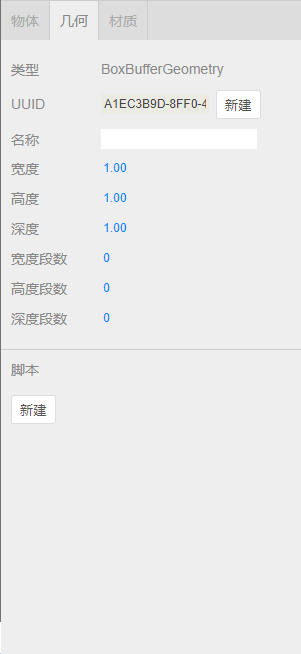 物体 几何 材质
类型 BoxBufferGeometry
UUID A1EC3B9D-8FF0-4 新建
名称
宽度 1.00
高度 1.00
深度 1.00
宽度段数 0
高度段数 0
深度段数 0
脚本
新建